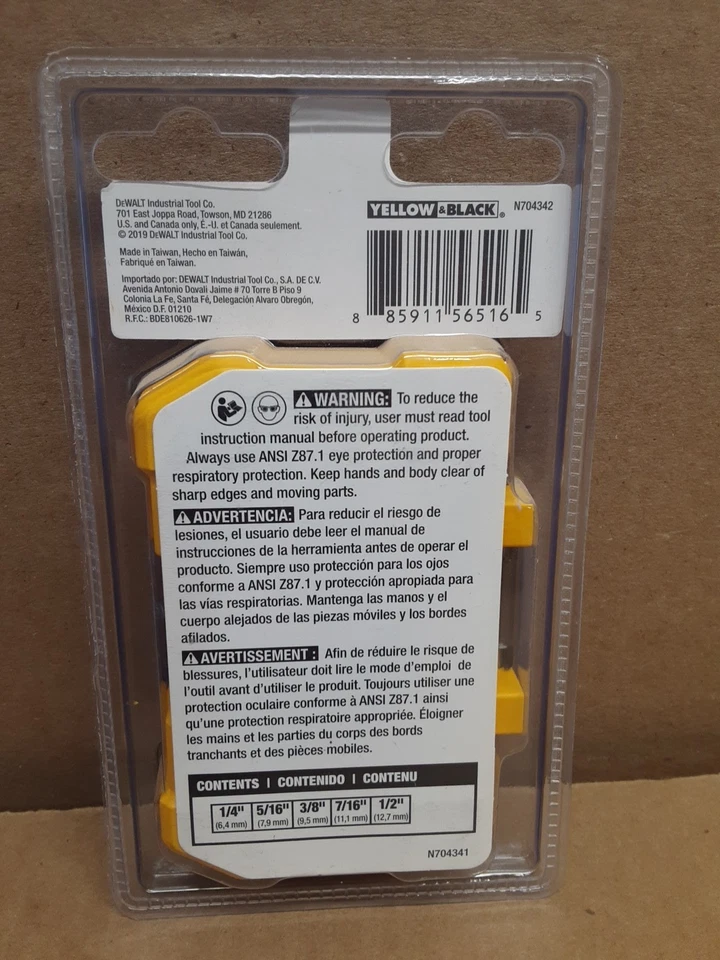 DEWALT Industrial Tool Co.
701 East Joppa Road, Towson, MD 21286
U.S. and Canada only, É.-U. et Canada seulement.
© 2019 DEWALT Industrial Tool Co.
Made in Taiwan, Hecho en Taiwán,
Fabriqué en Taiwan.
Importado por: DEWALT Industrial Tool Co., S.A. DE C.V.
Avenida Antonio Dovali Jaime # 70 Torre B Piso 9
Colonia La Fe, Santa Fé, Delegación Alvaro Obregón,
México D.F. 01210
R.F.C.: BDE810626-1W7
YELLOW & BLACK® N704342
8 85911 56516 5
⚠ WARNING: To reduce the
risk of injury, user must read tool
instruction manual before operating product.
Always use ANSI Z87.1 eye protection and proper
respiratory protection. Keep hands and body clear of
sharp edges and moving parts.
⚠ ADVERTENCIA: Para reducir el riesgo de
lesiones, el usuario debe leer el manual de
instrucciones de la herramienta antes de operar el
producto. Siempre uso protección para los ojos
conforme a ANSI Z87.1 y protección apropiada para
las vías respiratorias. Mantenga las manos y el
cuerpo alejados de las piezas móviles y los bordes
afilados.
⚠ AVERTISSEMENT : Afin de réduire le risque de
blessures, l'utilisateur doit lire le mode d'emploi de
l'outil avant d'utiliser le produit. Toujours utiliser une
protection oculaire conforme à ANSI Z87.1 ainsi
qu'une protection respiratoire appropriée. Éloigner
les mains et les parties du corps des bords
tranchants et des pièces mobiles.
CONTENTS | CONTENIDO | CONTENU
1/4" 5/16" 3/8" 7/16" 1/2"
(6,4 mm) (7,9 mm) (9,5 mm) (11,1 mm) (12,7 mm)
N704341